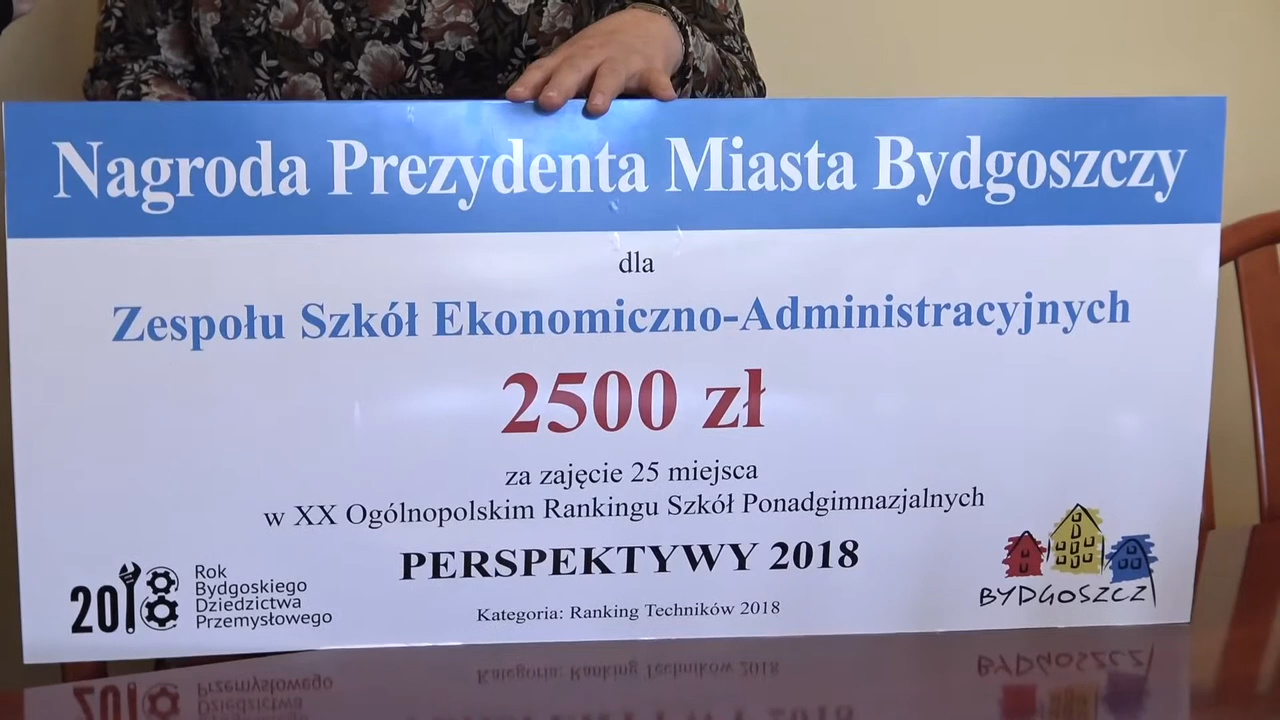 Nagroda Prezydenta Miasta Bydgoszczy
dla
Zespołu Szkół Ekonomiczno-Administracyjnych
2500 zł
za zajęcie 25 miejsca
w XX Ogólnopolskim Rankingu Szkół Ponadgimnazjalnych
PERSPEKTYWY 2018
Kategoria: Ranking Techników 2018
2018
Rok
Bydgoskiego
Dziedzictwa
Przemysłowego
BYDGOSZCZ